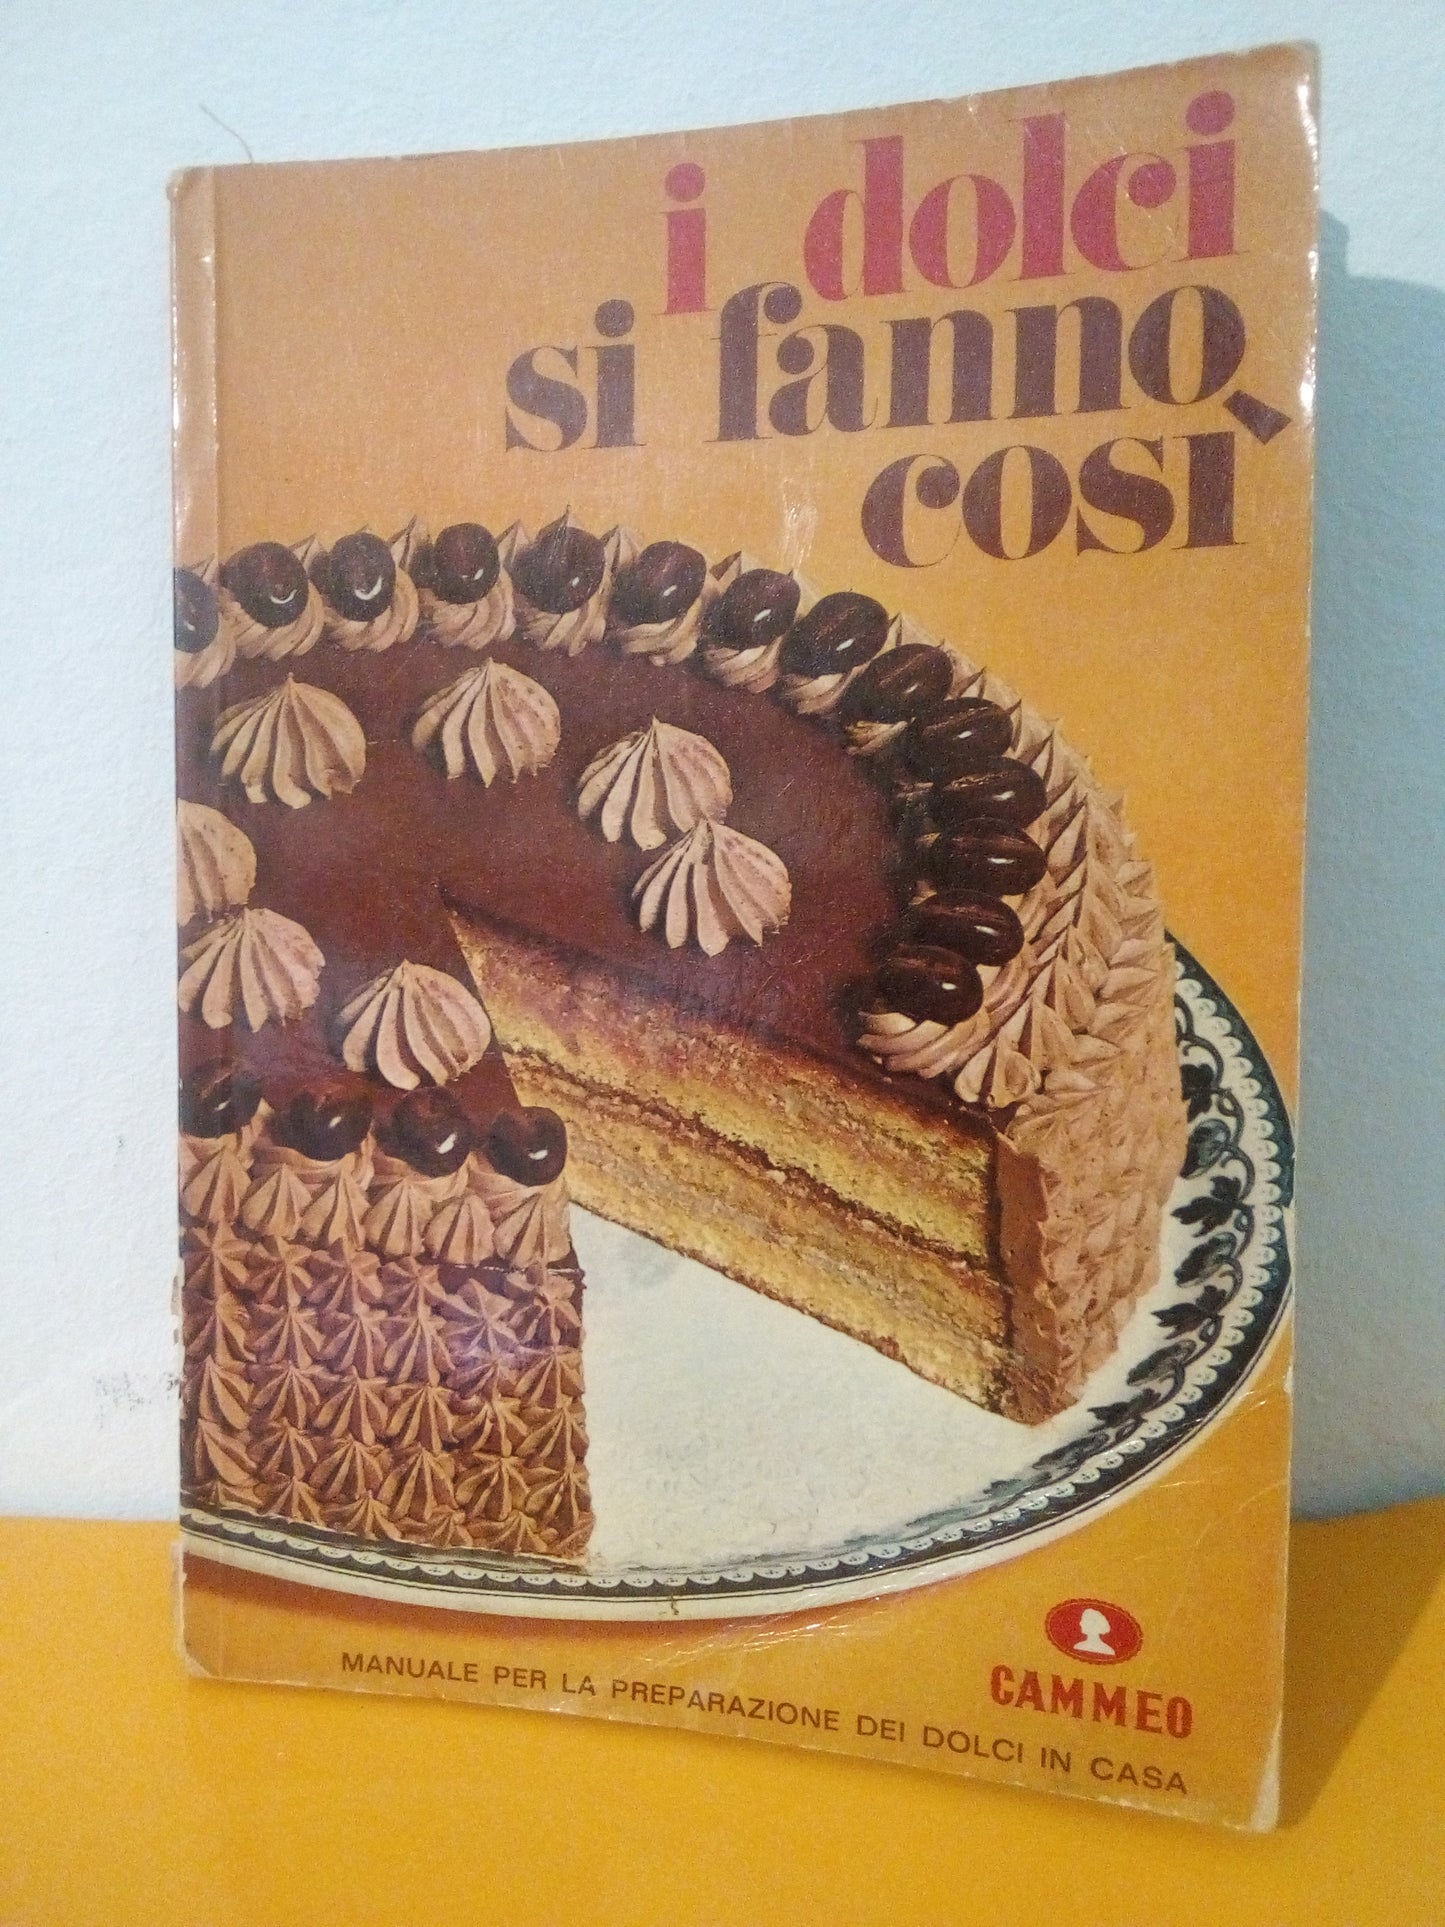 i dolci
si fanno
così
CAMMEO
MANUALE PER LA PREPARAZIONE DEI DOLCI IN CASA